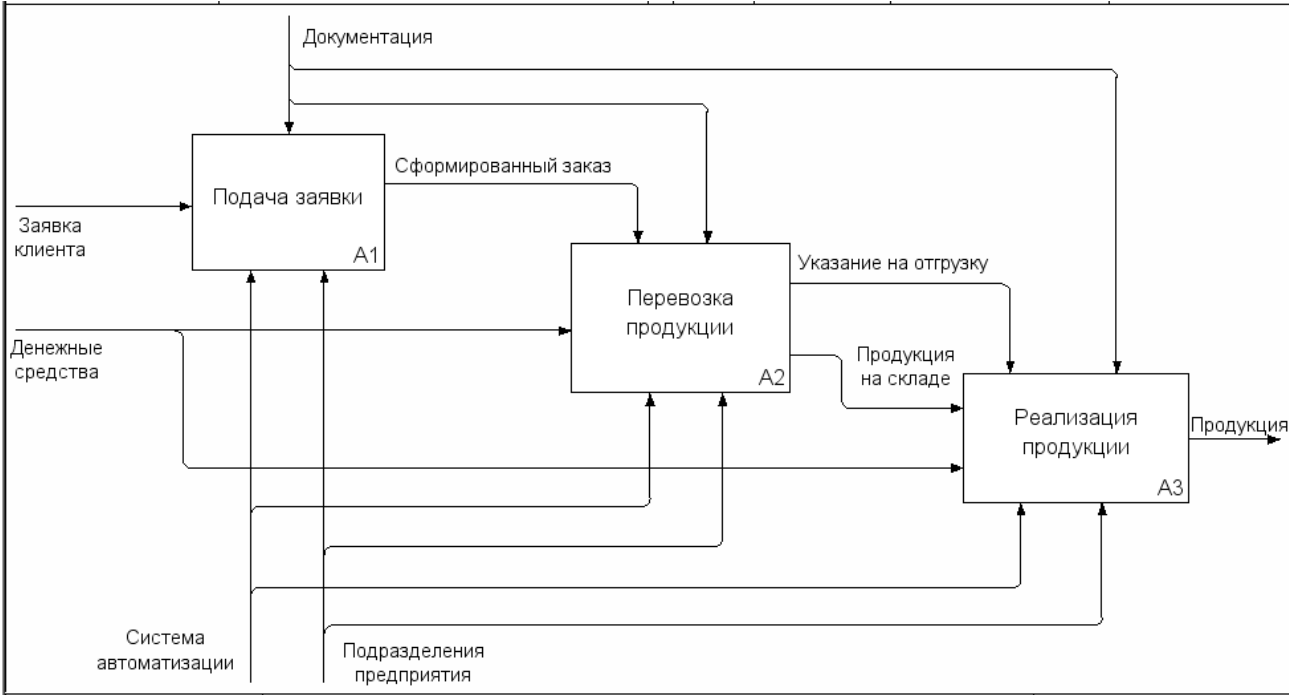 Документация
Сформированный заказ
Подача заявки
A1
Заявка
клиента
Указание на отгрузку
Перевозка
продукции
A2
Денежные
средства
Продукция
на складе
Реализация
продукции
A3
Продукция
Система
автоматизации
Подразделения
предприятия